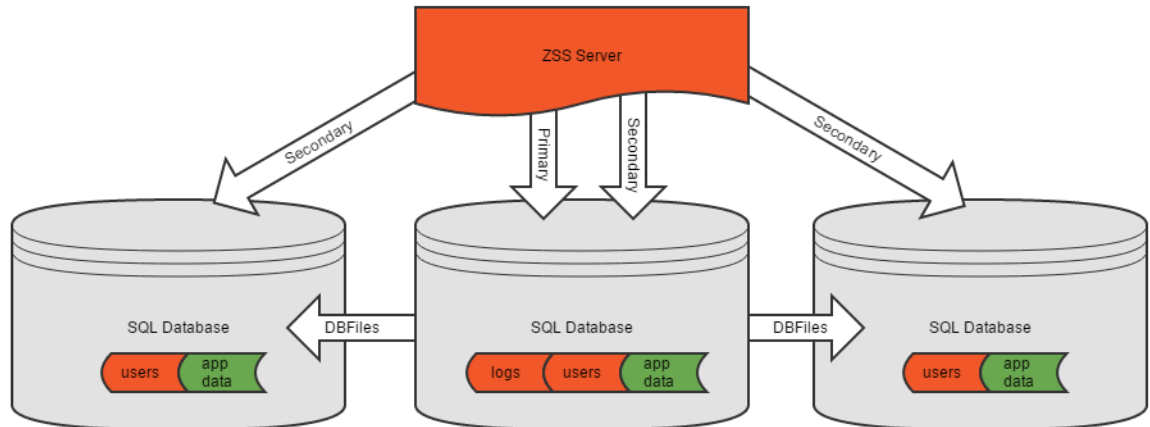 ZSS Server
Secondary
Primary
Secondary
Secondary
SQL Database
DBFiles
SQL Database
DBFiles
SQL Database
users
app
data
logs
users
app
data
users
app
data